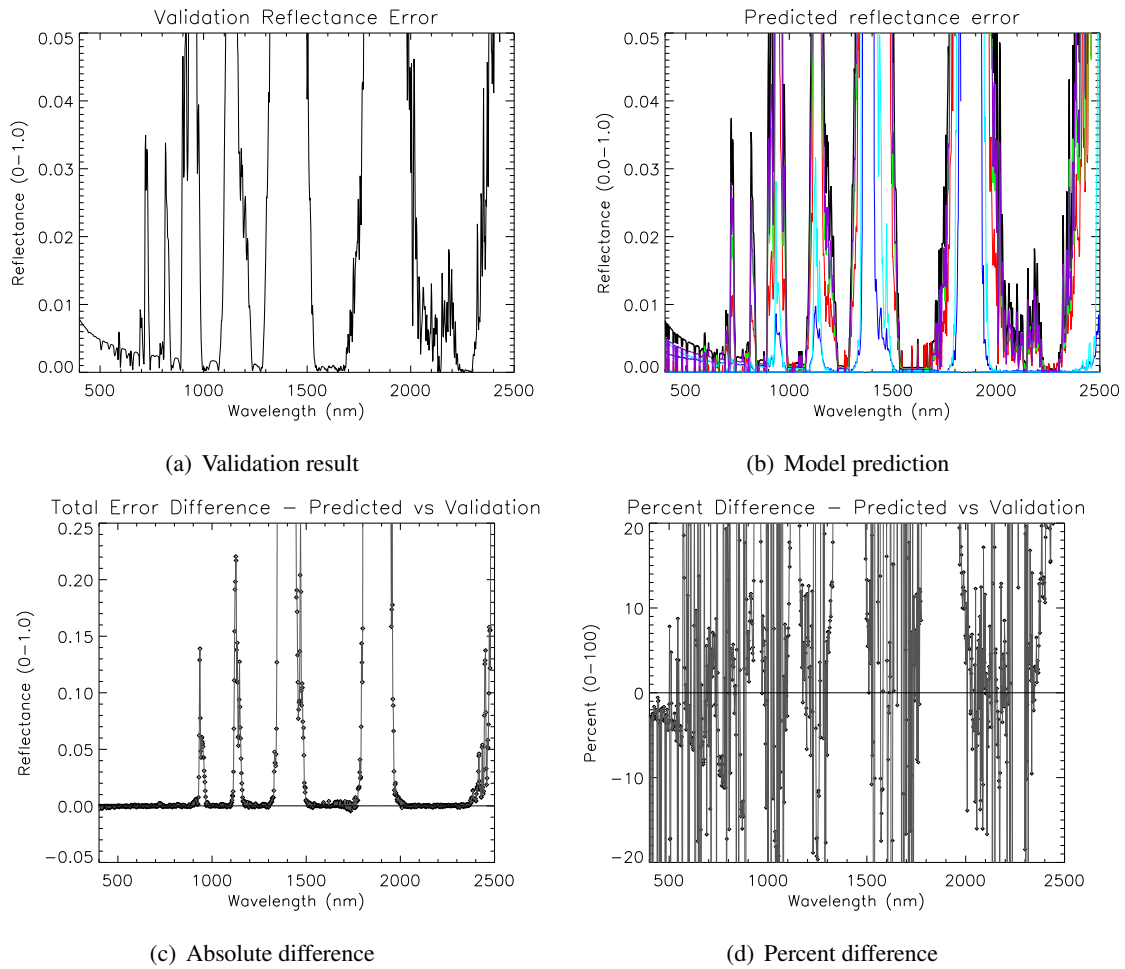 Validation Reflectance Error
Reflectance (0-1.0)
0.05
0.04
0.03
0.02
0.01
0.00
500 1000 1500 2000 2500
Wavelength (nm)
(a) Validation result
Predicted reflectance error
Reflectance (0.0-1.0)
0.05
0.04
0.03
0.02
0.01
0.00
500 1000 1500 2000 2500
Wavelength (nm)
(b) Model prediction
Total Error Difference - Predicted vs Validation
Reflectance (0-1.0)
0.25
0.20
0.15
0.10
0.05
0.00
-0.05
500 1000 1500 2000 2500
Wavelength (nm)
(c) Absolute difference
Percent Difference - Predicted vs Validation
Percent (0-100)
20
10
0
-10
-20
500 1000 1500 2000 2500
Wavelength (nm)
(d) Percent difference